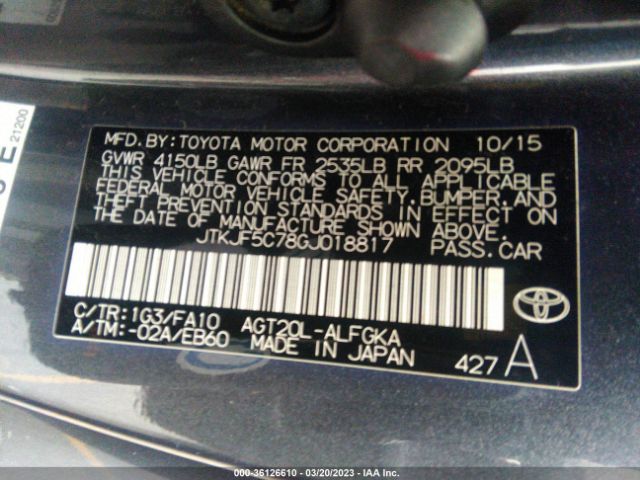 MFD.BY:TOYOTA MOTOR CORPORATION 10/15
GVWR 4150LB GAWR FR 2535LB RR 2095LB
THIS VEHICLE CONFORMS TO ALL APPLICABLE
FEDERAL MOTOR VEHICLE SAFETY,BUMPER,AND
THEFT PREVENTION STANDARDS IN EFFECT ON
THE DATE OF MANUFACTURE SHOWN ABOVE.
JTKJF5C78GJ018817 PASS.CAR
C/TR:1G3/FA10 AGT20L-ALFGKA
A/TM:-02A/EB60 MADE IN JAPAN
427 A
21200
000-36126610 - 03/20/2023 - IAA Inc.